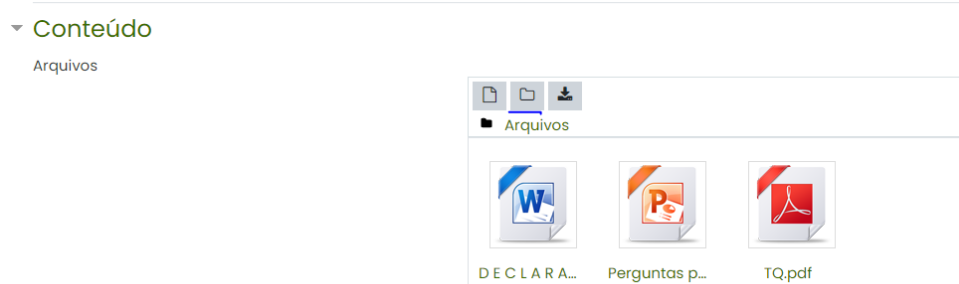 Conteúdo
Arquivos
Arquivos
W
P
D E C L A R A...
Perguntas p...
TQ.pdf